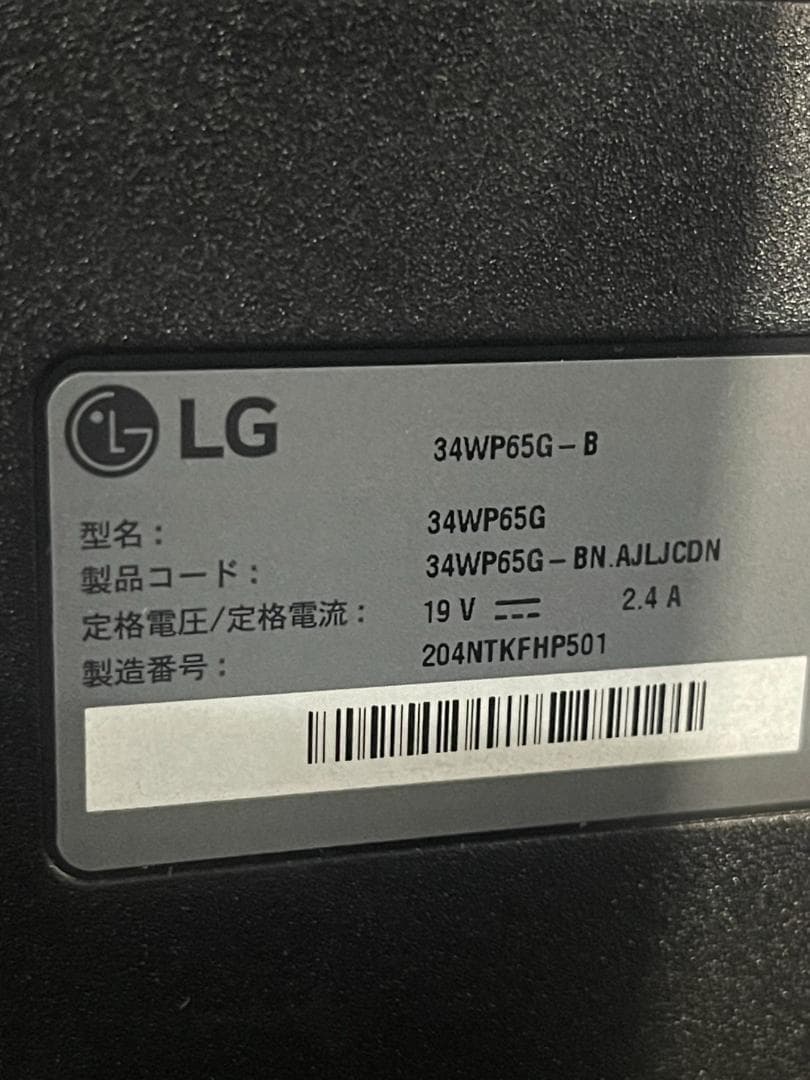 LG
34WP65G-B
型名： 34WP65G
製品コード： 34WP65G-BN.AJLJCDN
定格電圧/定格電流： 19 V ⎓ 2.4 A
製造番号： 204NTKFHP501